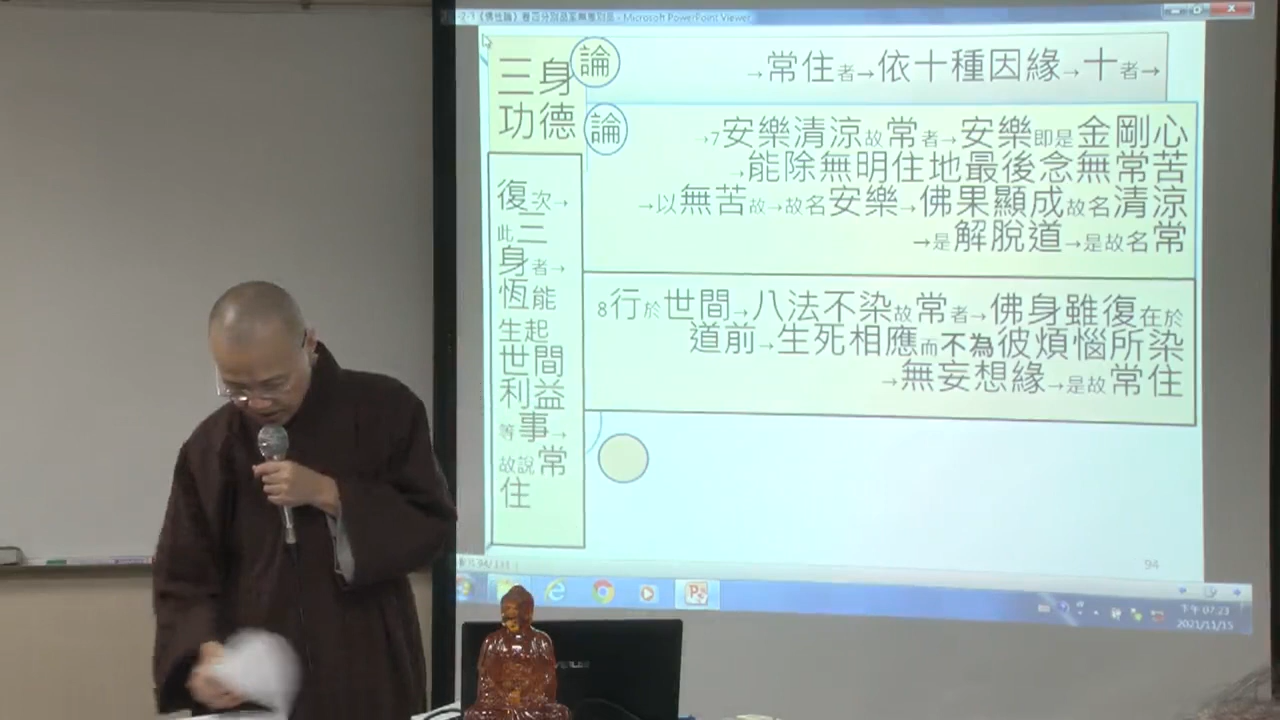 《佛性論》卷四分別品第無差別品 - Microsoft PowerPoint Viewer
三身
功德
論
→常住者→依十種因緣→十者→
論
→7安樂清涼故常者→安樂即是金剛心
→能除無明住地最後念無常苦
→以無苦故→故名安樂→佛果顯成故名清涼
→是解脫道→是故名常
復次→
此三
身者→
恆能
生起
世間
利益
等事→
故說常
住
8行於世間→八法不染故常者→佛身雖復在於
道前→生死相應而不為彼煩惱所染
→無妄想緣→是故常住
94
下午 07:23
2021/11/15